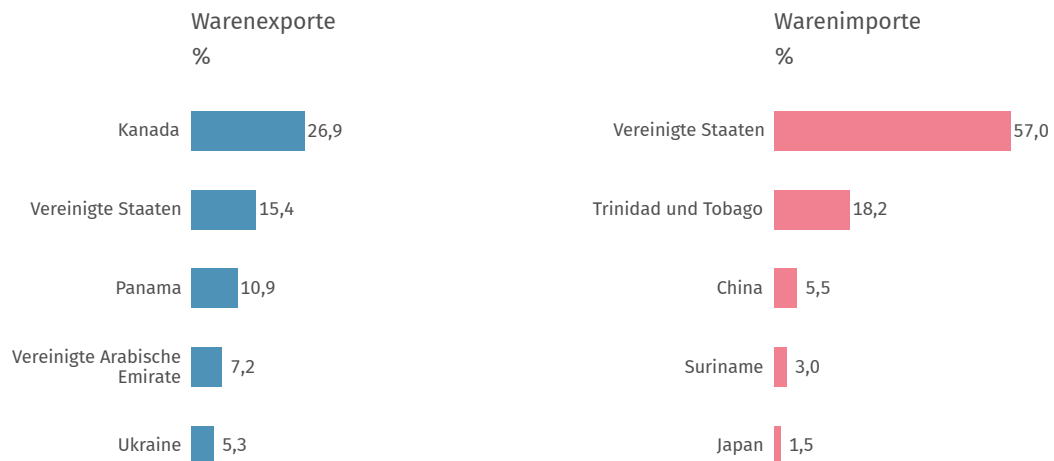 Warenexporte
%
Kanada 26,9
Vereinigte Staaten 15,4
Panama 10,9
Vereinigte Arabische
Emirate 7,2
Ukraine 5,3
Warenimporte
%
Vereinigte Staaten 57,0
Trinidad und Tobago 18,2
China 5,5
Suriname 3,0
Japan 1,5